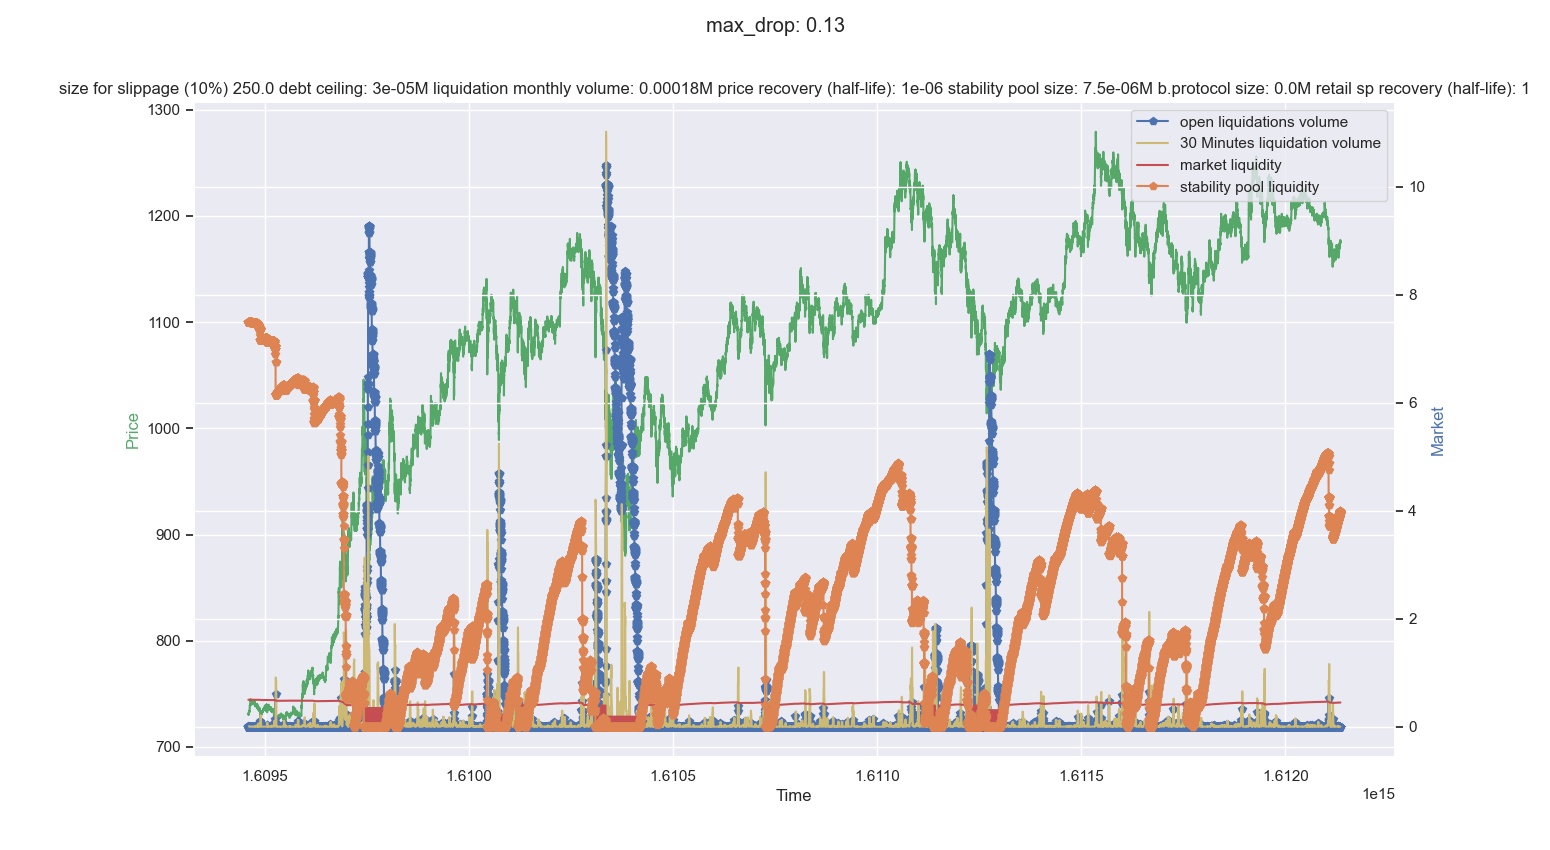 max_drop: 0.13
size for slippage (10%) 250.0 debt ceiling: 3e-05M liquidation monthly volume: 0.00018M price recovery (half-life): 1e-06 stability pool size: 7.5e-06M b.protocol size: 0.0M retail sp recovery (half-life): 1
open liquidations volume
30 Minutes liquidation volume
market liquidity
stability pool liquidity
1300
1200
1100
1000
900
800
700
Price
10
8
6
4
2
0
Market
1.6095 1.6100 1.6105 1.6110 1.6115 1.6120
Time
1e15